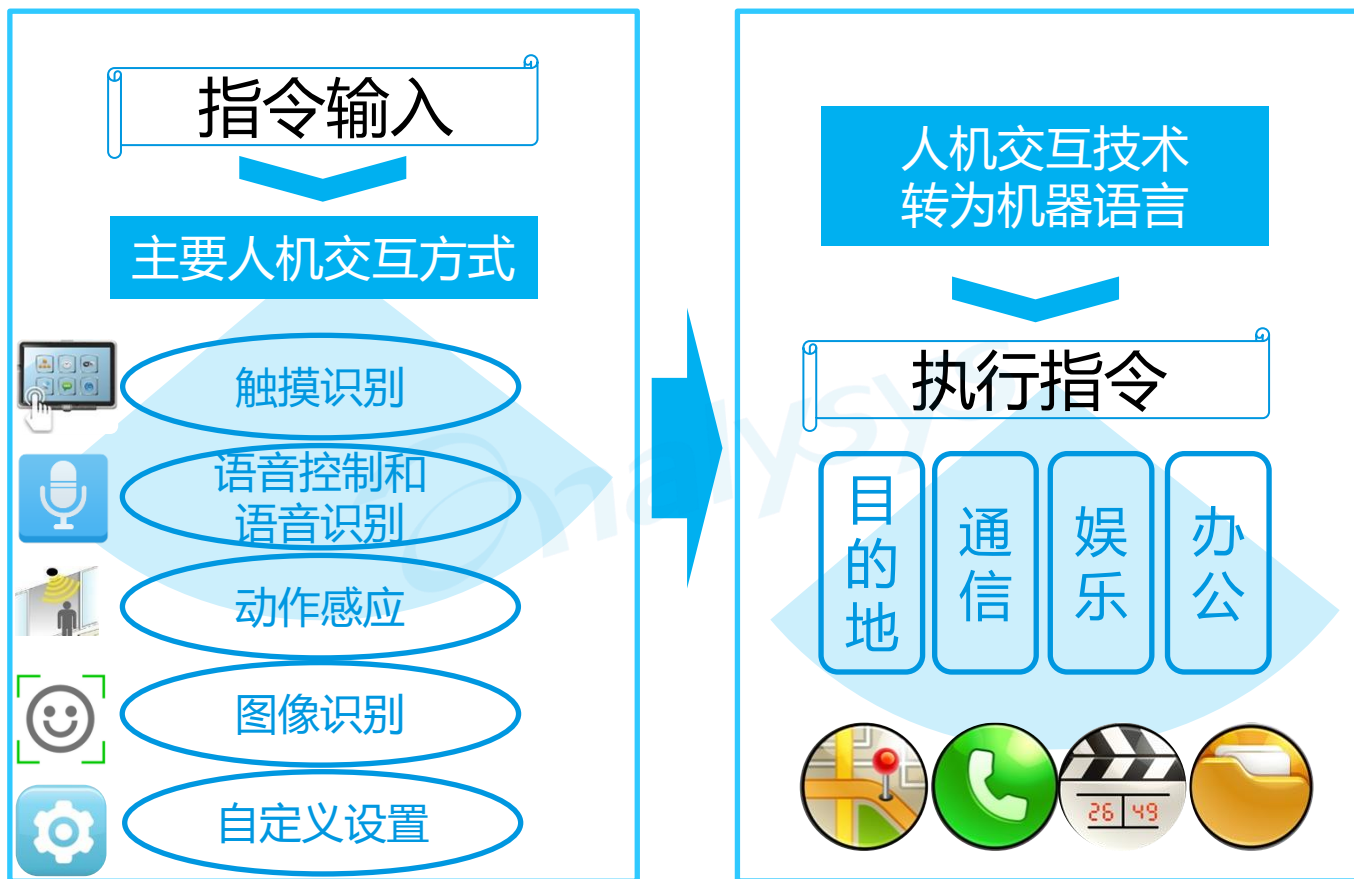 指令输入
主要人机交互方式
触摸识别
语音控制和
语音识别
动作感应
图像识别
自定义设置
人机交互技术
转为机器语言
执行指令
目的地
通信
娱乐
办公
26 49
analysys